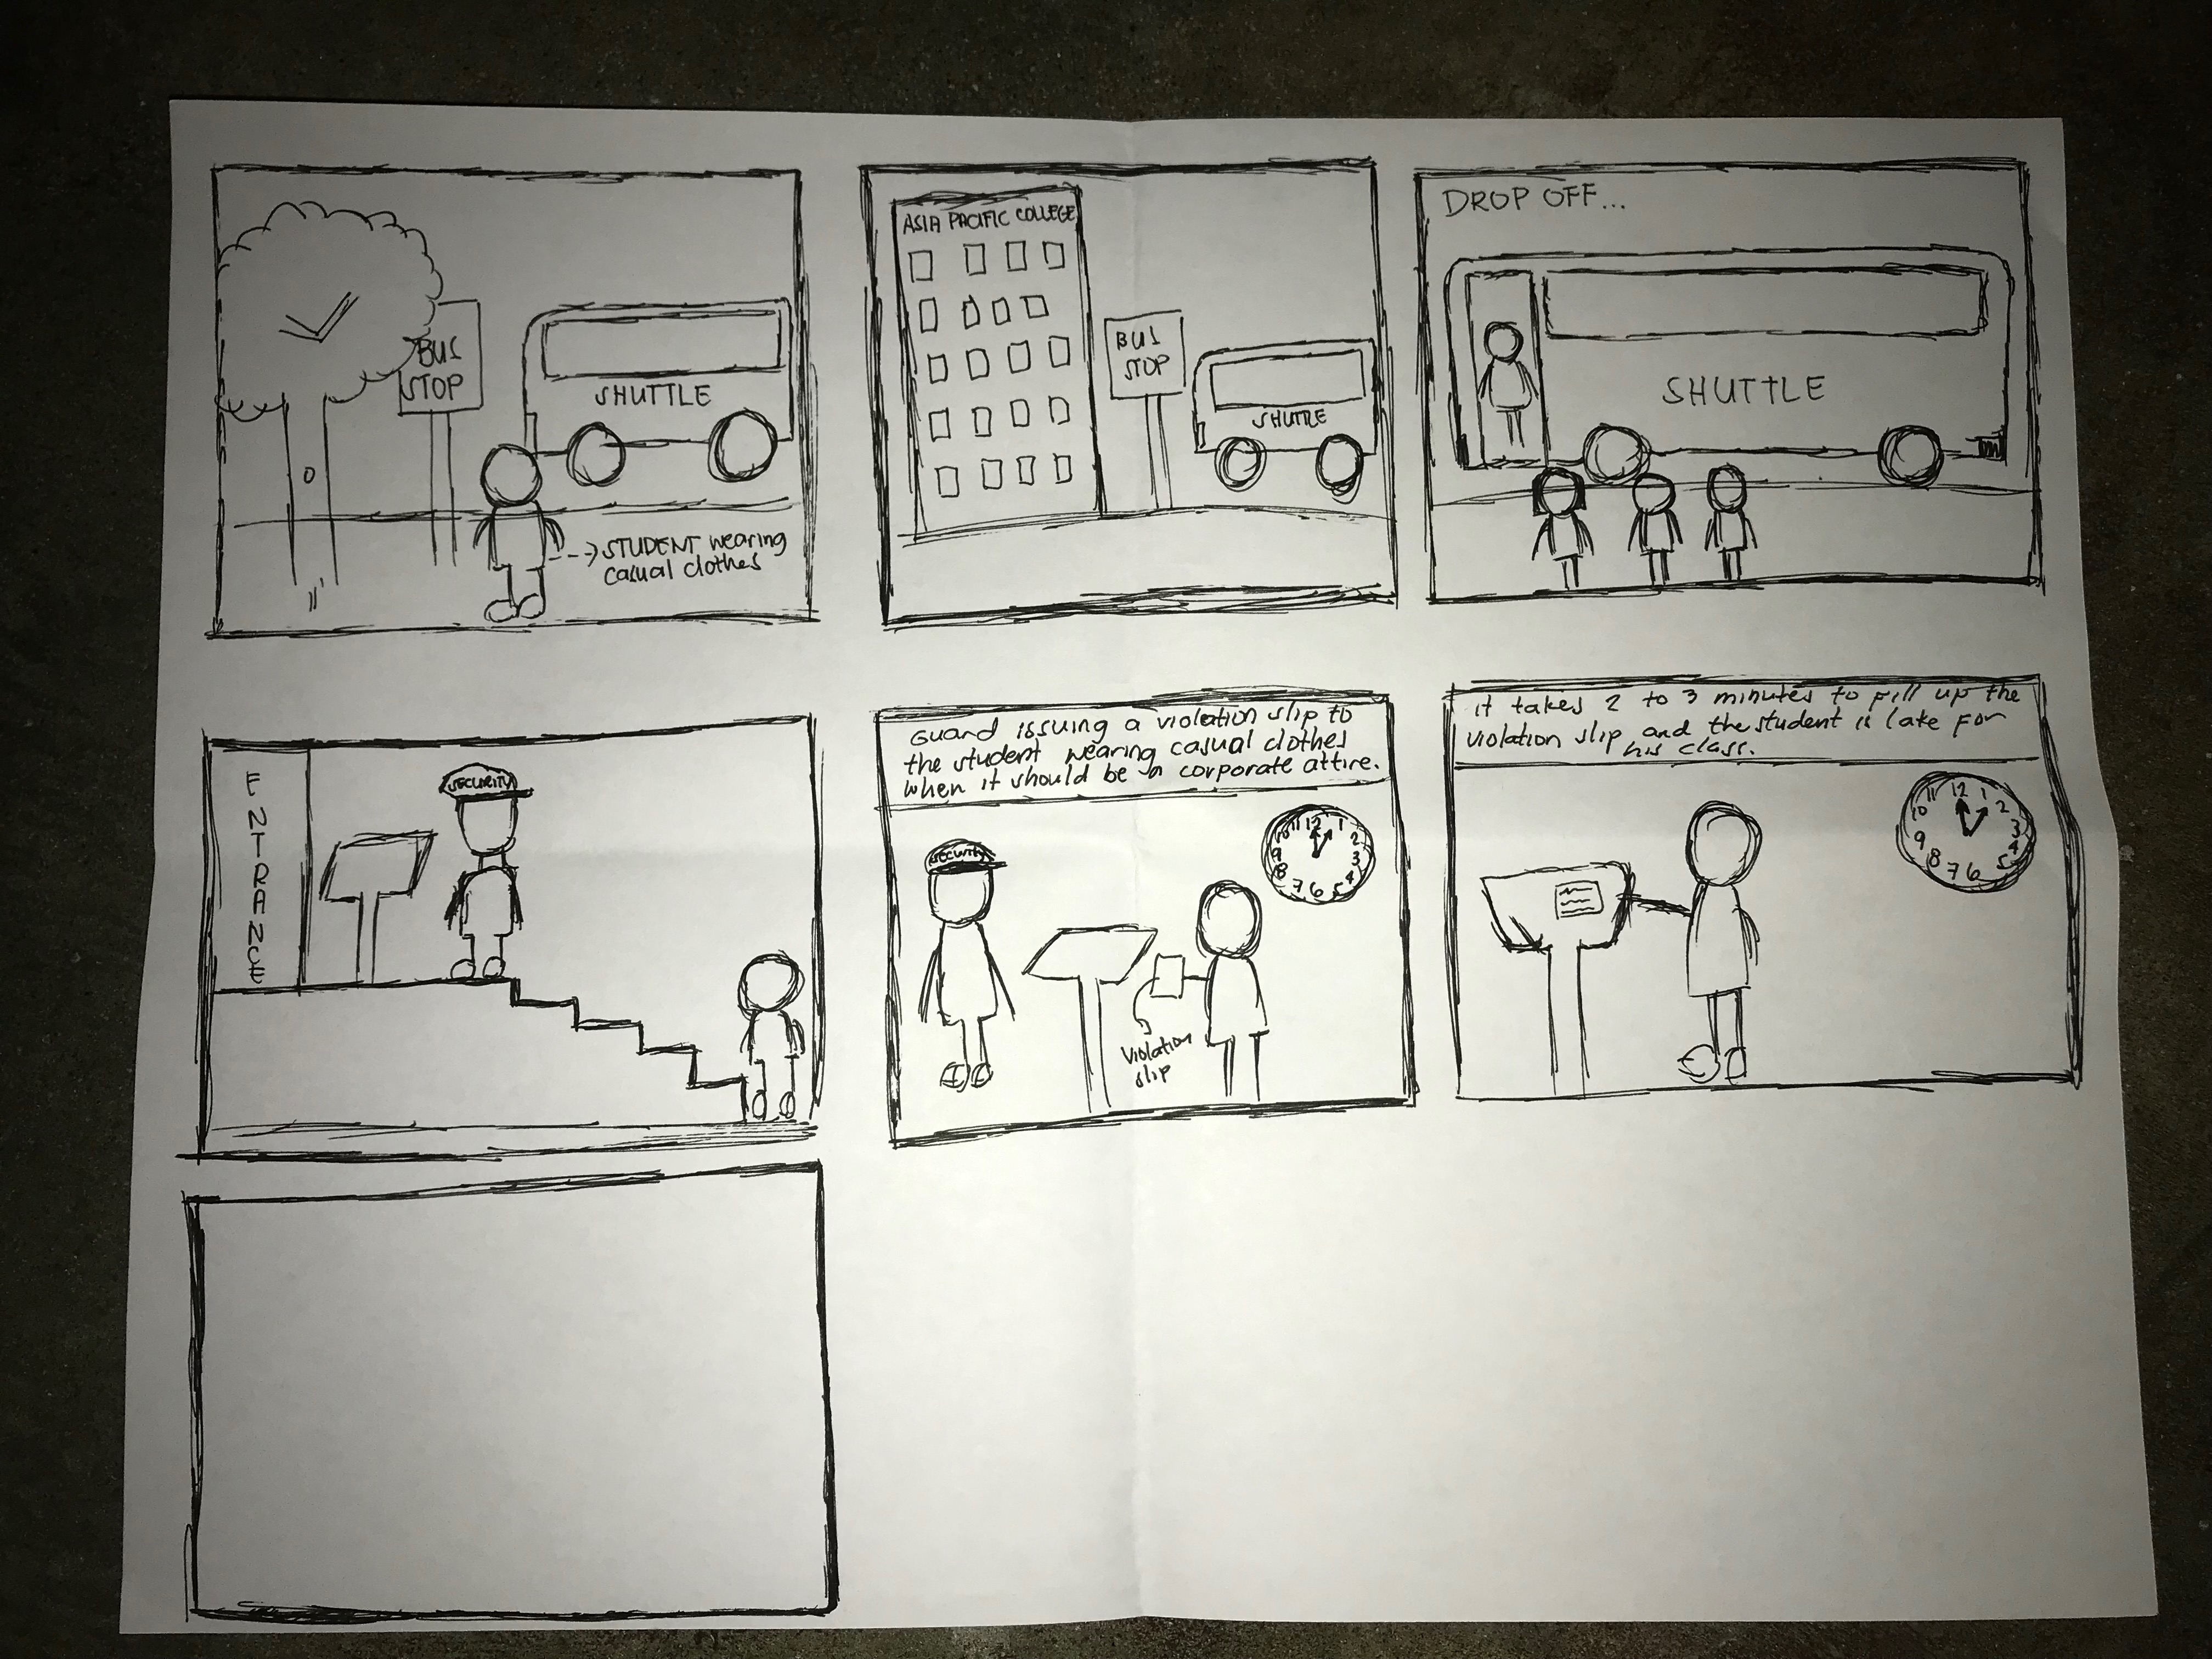 BUS
STOP
SHUTTLE
--> STUDENT wearing
casual clothes
ASIA PACIFIC COLLEGE
BUS
STOP
SHUTTLE
DROP OFF...
SHUTTLE
ENTRANCE
SECURITY
Guard issuing a violation slip to
the student wearing casual clothes
when it should be in corporate attire.
SECURITY
violation
slip
12
1
2
3
4
5
6
7
8
9
10
11
it takes 2 to 3 minutes to fill up the
violation slip and the student is late for
his class.
12
1
2
3
4
5
6
7
8
9
10
11